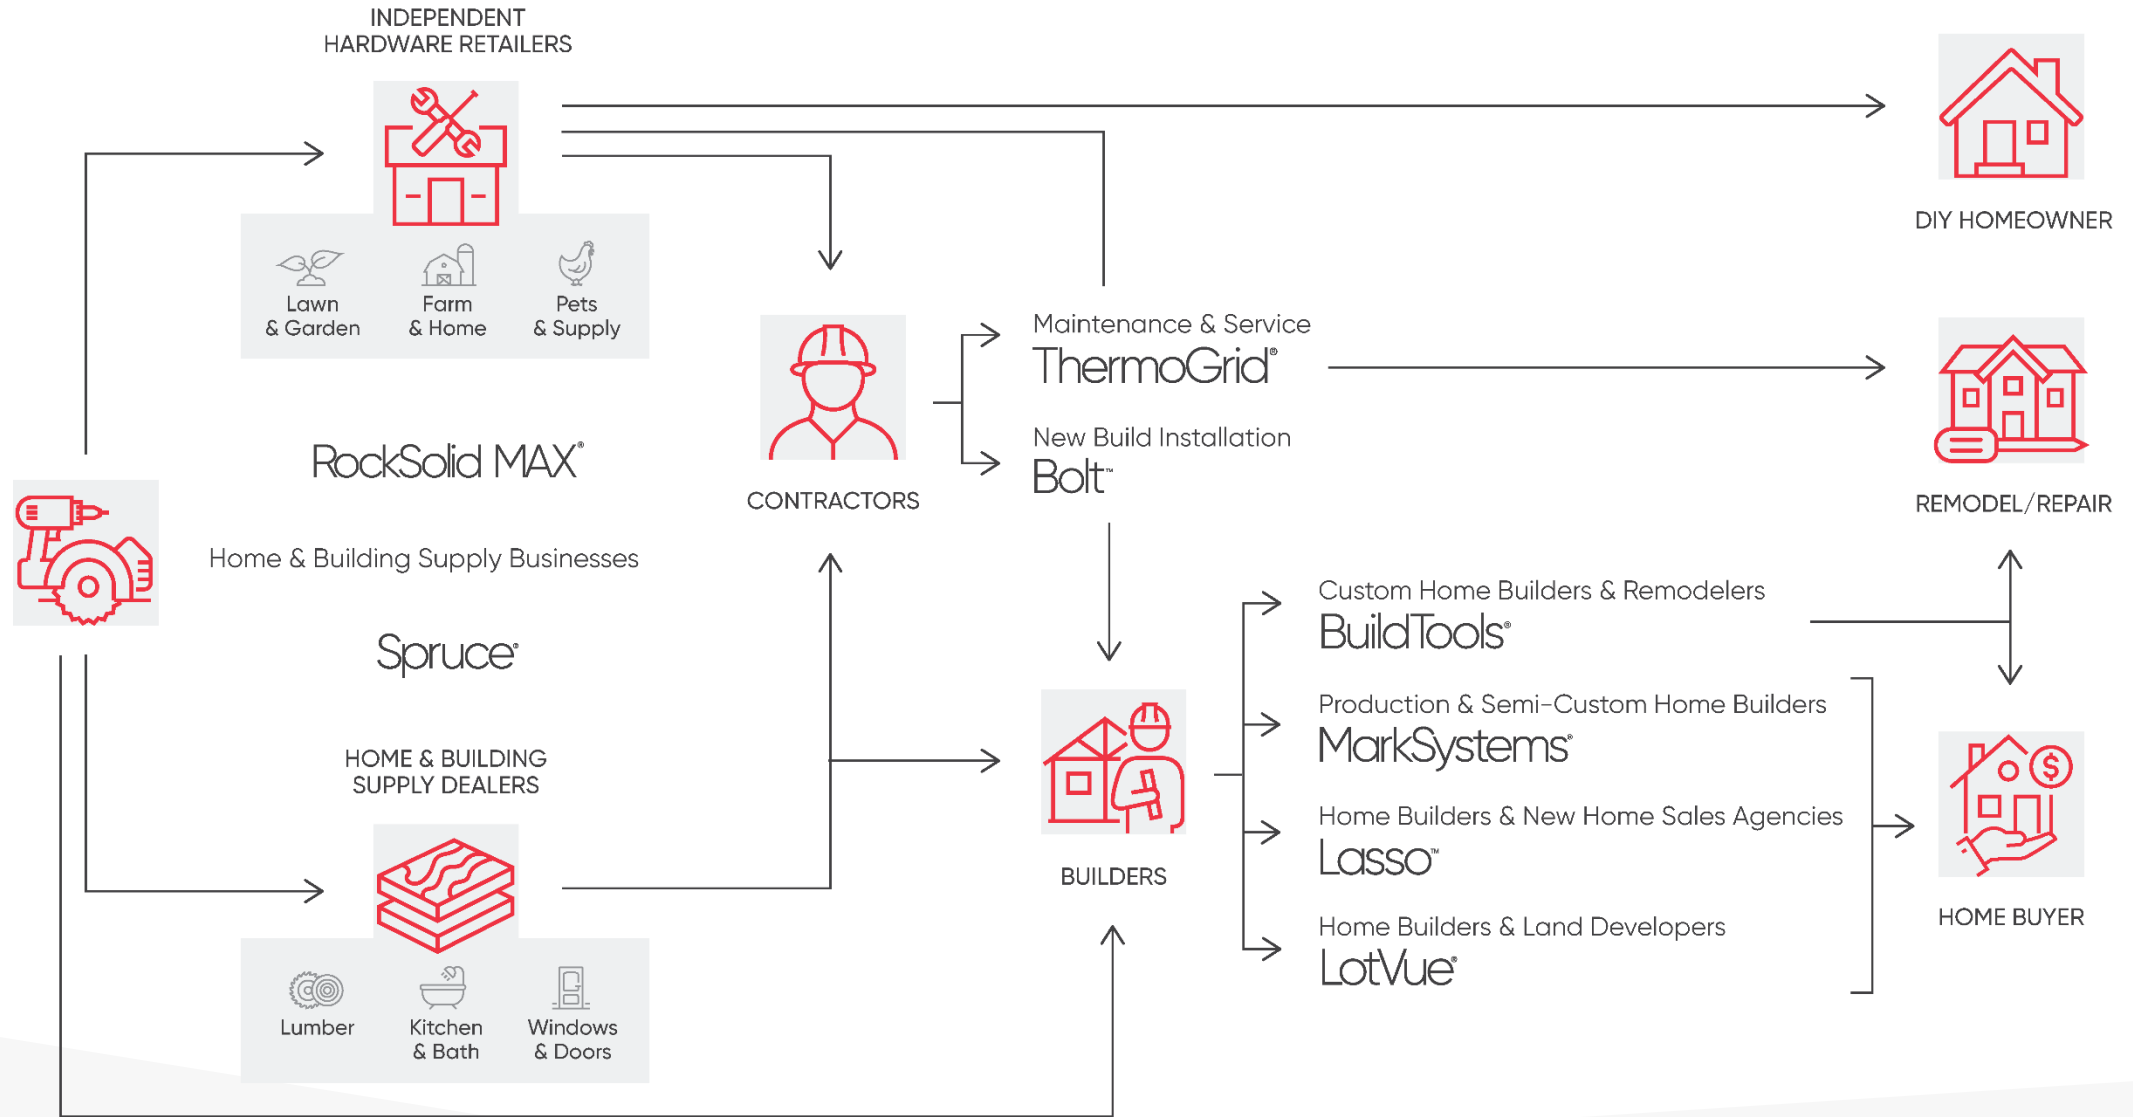 INDEPENDENT
HARDWARE RETAILERS
Lawn
& Garden
Farm
& Home
Pets
& Supply
RockSolid MAX®
Home & Building Supply Businesses
Spruce®
HOME & BUILDING
SUPPLY DEALERS
Lumber
Kitchen
& Bath
Windows
& Doors
CONTRACTORS
Maintenance & Service
ThermoGrid®
New Build Installation
Bolt™
BUILDERS
Custom Home Builders & Remodelers
BuildTools®
Production & Semi-Custom Home Builders
MarkSystems®
Home Builders & New Home Sales Agencies
Lasso™
Home Builders & Land Developers
LotVue®
DIY HOMEOWNER
REMODEL/REPAIR
$
HOME BUYER